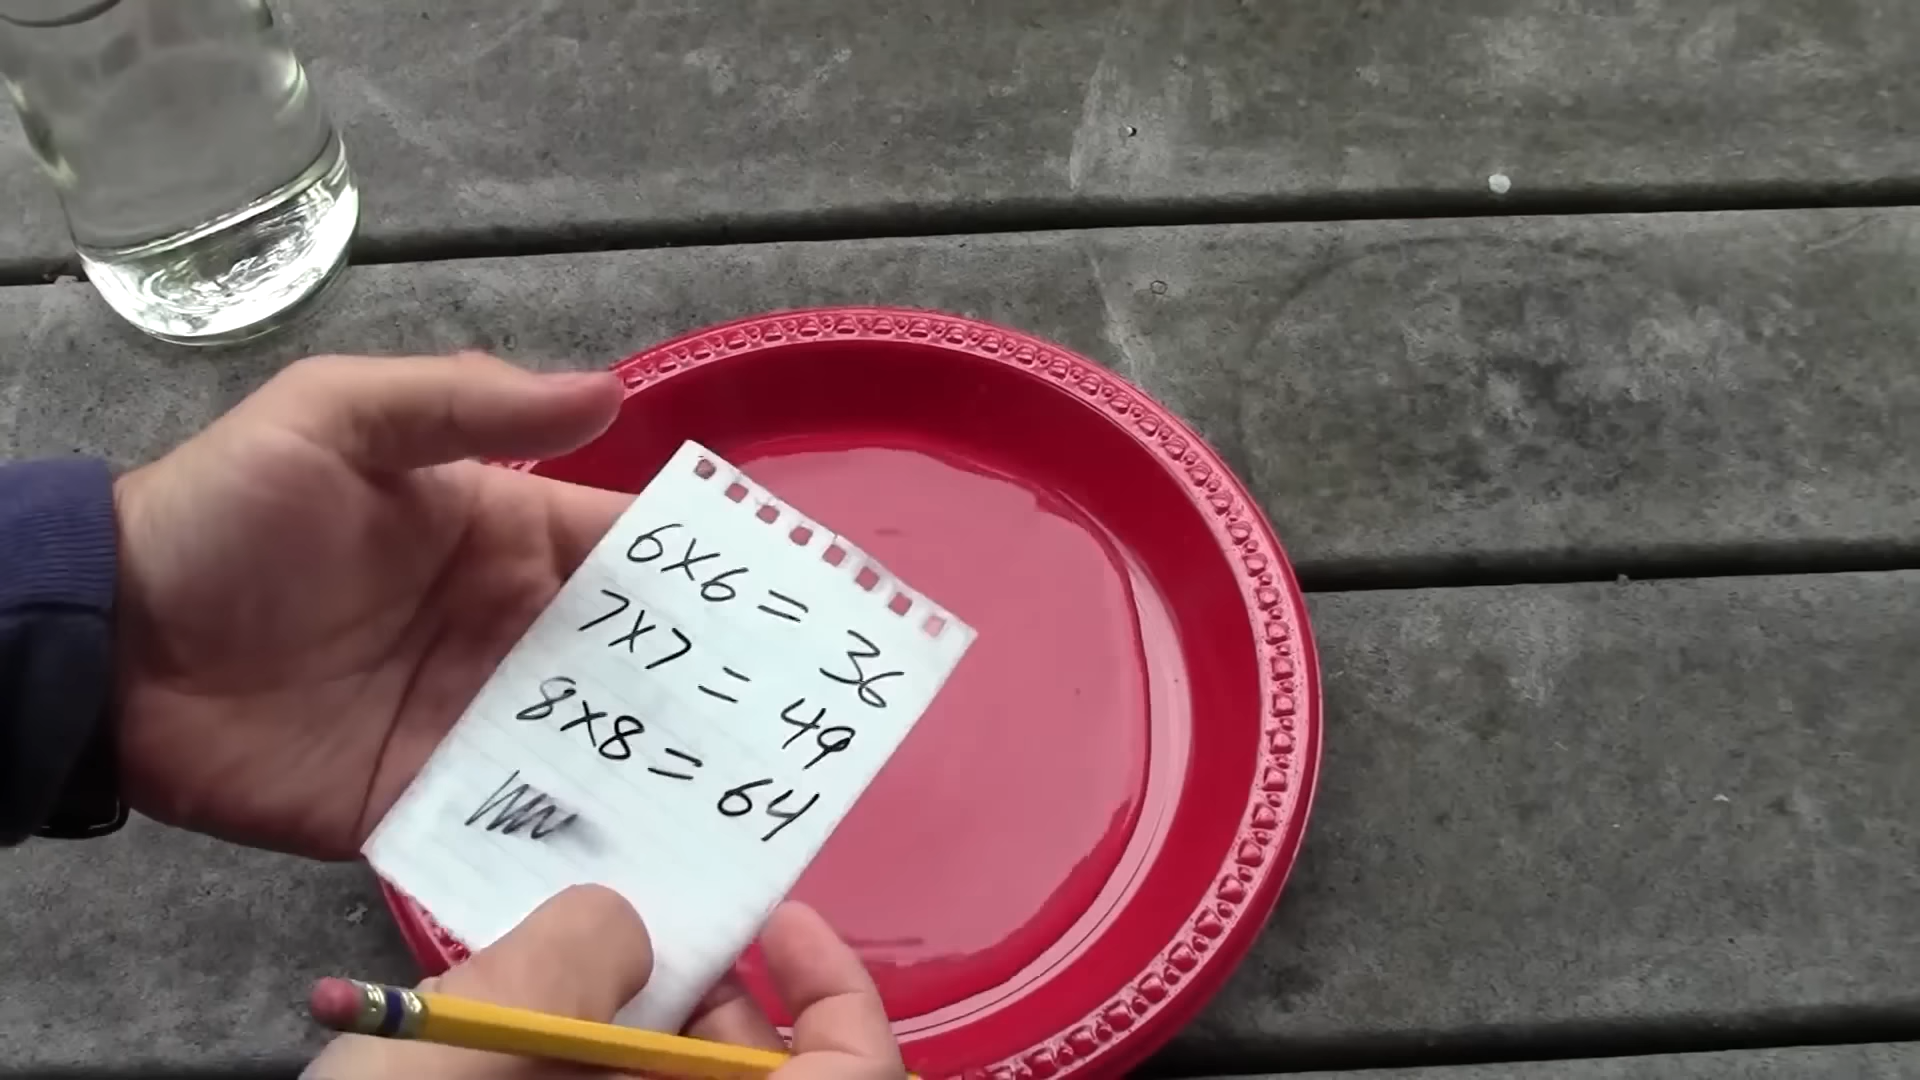 6x6 = 36
7x7 = 49
8x8 = 64